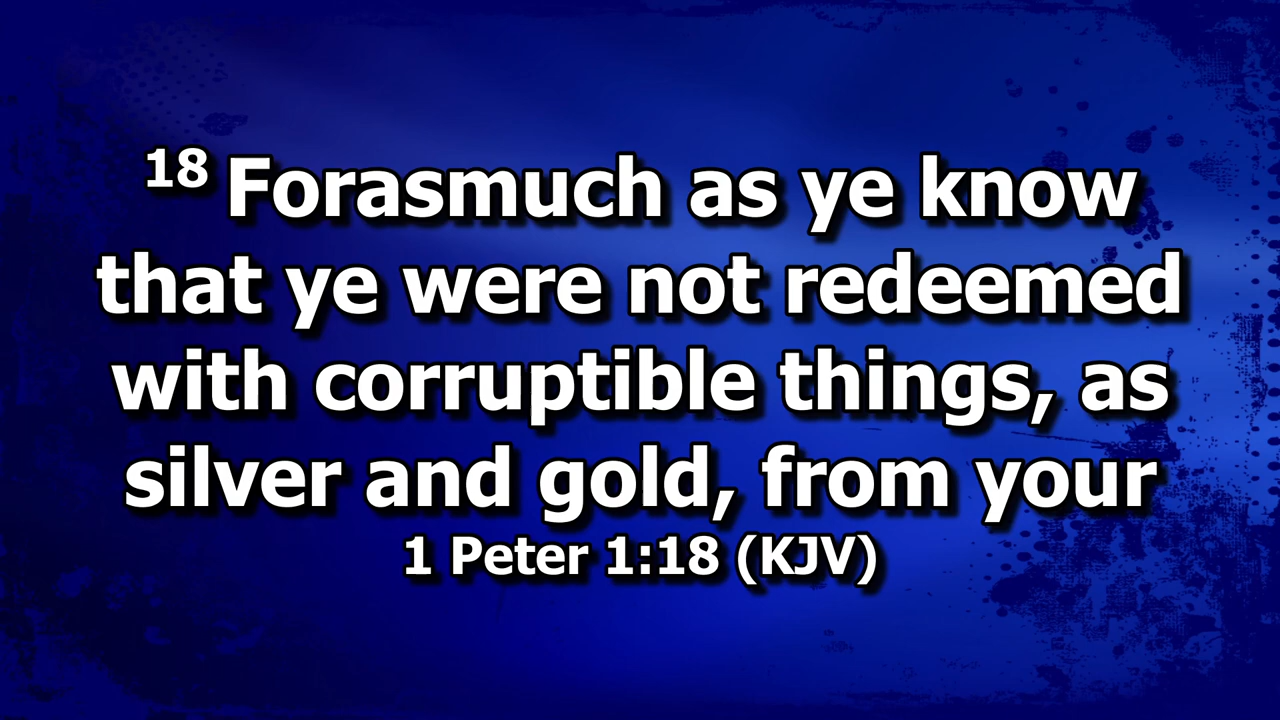 18 Forasmuch as ye know
that ye were not redeemed
with corruptible things, as
silver and gold, from your
1 Peter 1:18 (KJV)